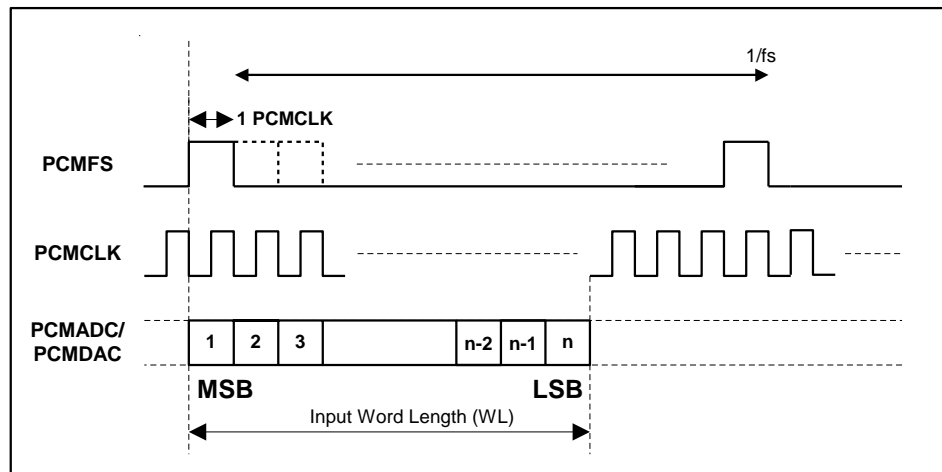 1/fs
1 PCMCLK
PCMFS
PCMCLK
PCMADC/
PCMDAC
1 2 3 n-2 n-1 n
MSB LSB
Input Word Length (WL)